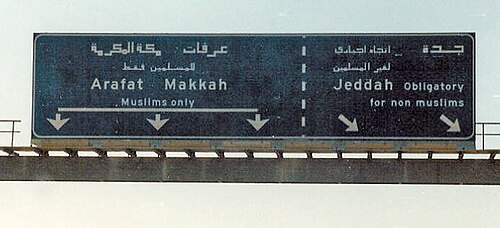 عرفات مكة المكرمة
للمسلمين فقط
Arafat Makkah
Muslims only
جدة اتجاه اجباري
لغير المسلمين
Jeddah Obligatory
for non muslims